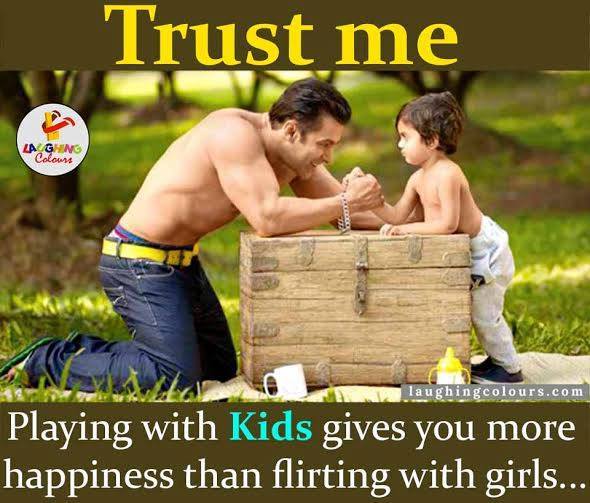 Trust me
LAUGHING
Colours
laughingcolours.com
Playing with Kids gives you more
happiness than flirting with girls...